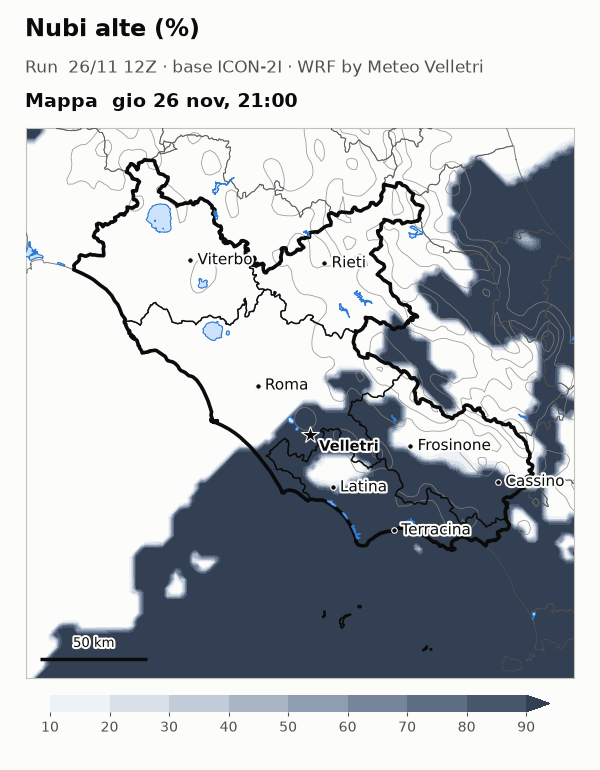 Nubi alte (%)
Run 26/11 12Z · base ICON-2I · WRF by Meteo Velletri
Mappa gio 26 nov, 21:00
Viterbo
Rieti
Roma
Velletri
Frosinone
Latina
Cassino
Terracina
50 km
10 20 30 40 50 60 70 80 90